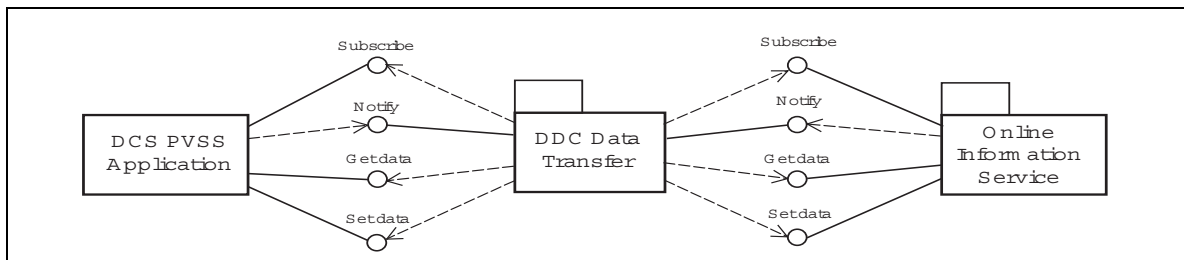 Subscribe
Notify
Getdata
Setdata
DCS PVSS
Application
DDC Data
Transfer
Subscribe
Notify
Getdata
Setdata
Online
Information
Service